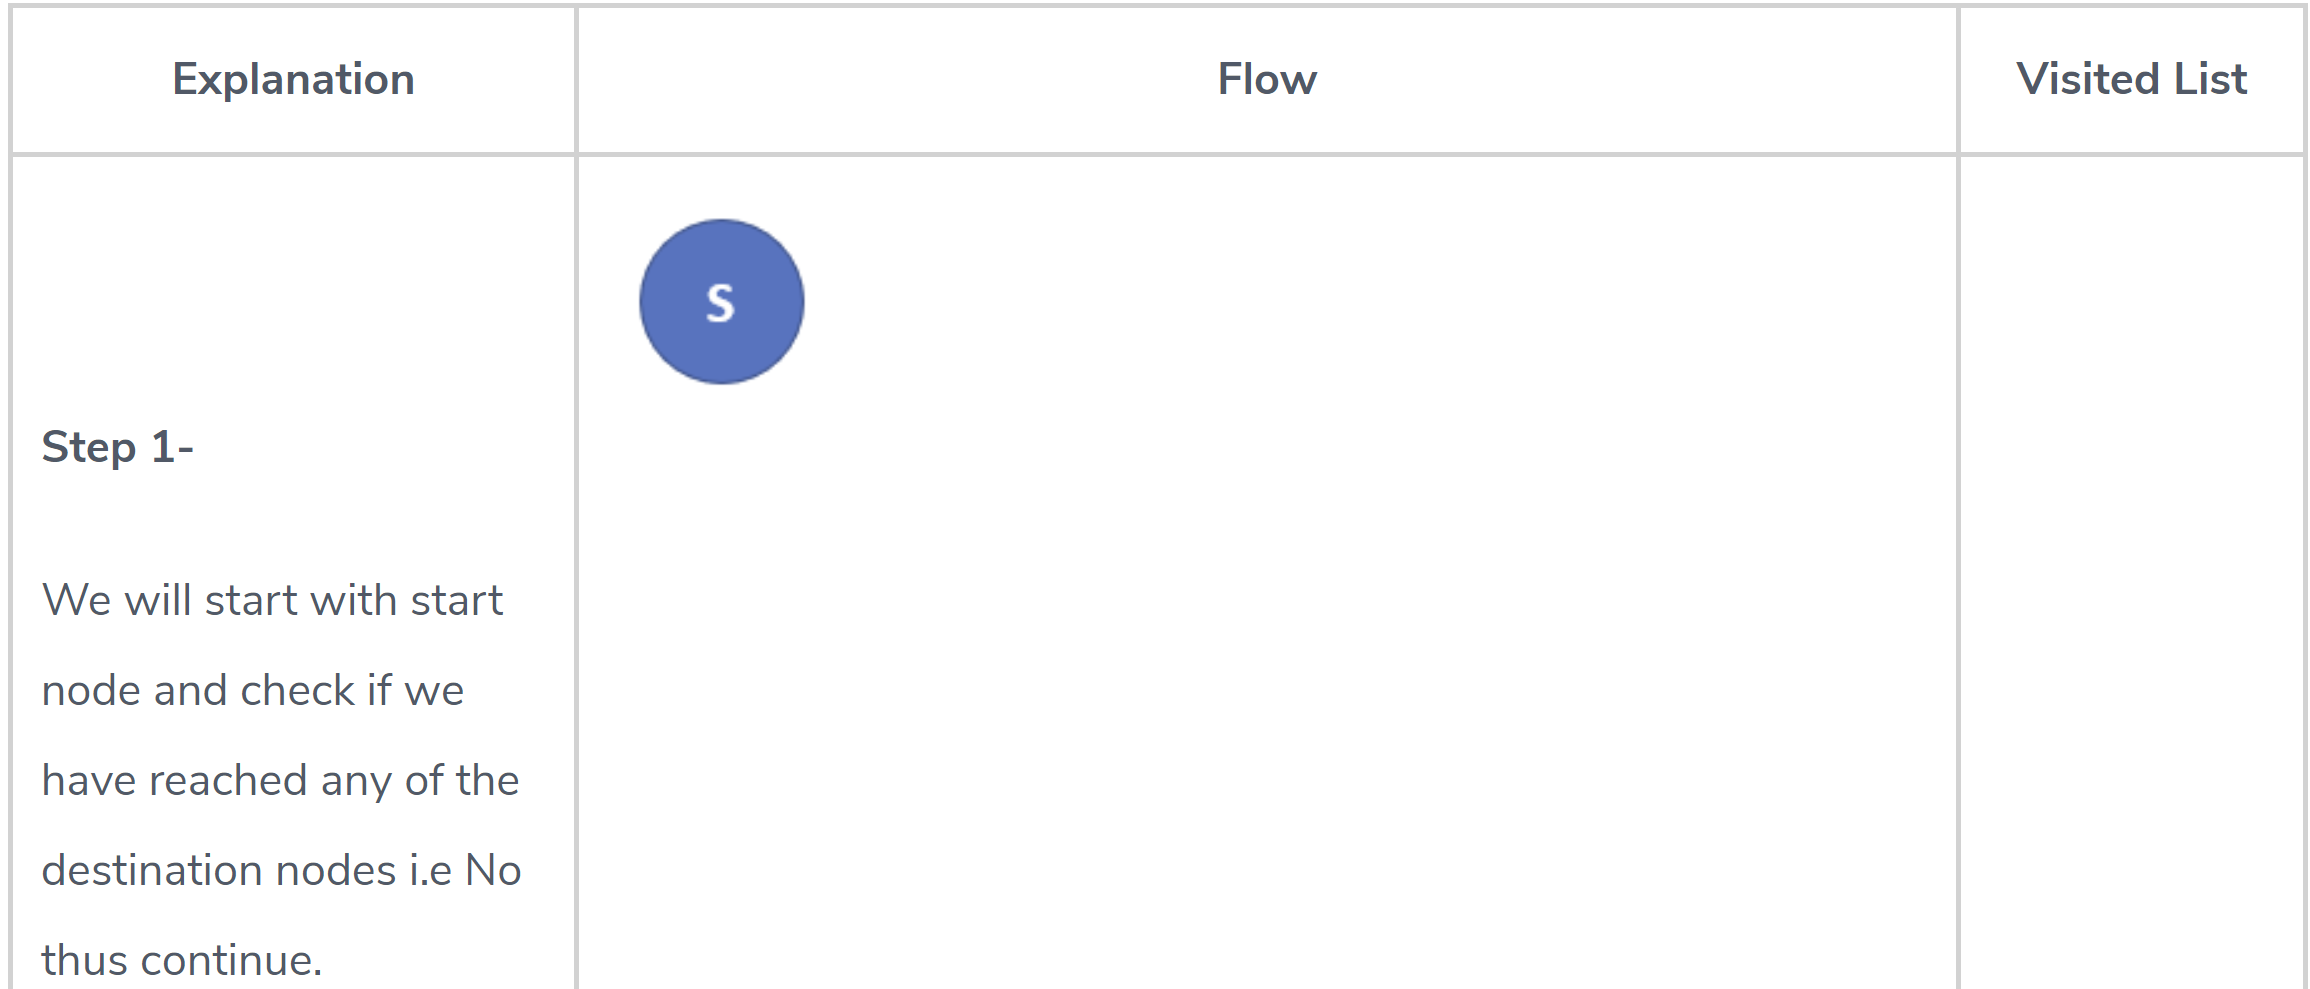 Explanation
Flow
Visited List
S
Step 1-
We will start with start
node and check if we
have reached any of the
destination nodes i.e No
thus continue.